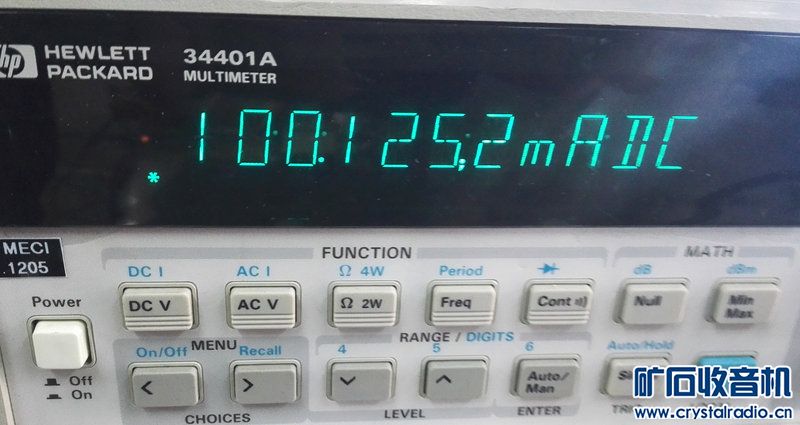 hp HEWLETT PACKARD
34401A
MULTIMETER
100.125,2mADC
*
MECI
.1205
FUNCTION
MATH
DC I
AC I
Ω 4W
Period
dB
dBm
Power
DC V
AC V
Ω 2W
Freq
Cont
Null
Min Max
Off
On
On/Off
MENU
Recall
RANGE / DIGITS
4
5
6
Auto/Hold
<
>
Auto/ Man
CHOICES
LEVEL
ENTER
矿石收音机
www.crystalradio.cn